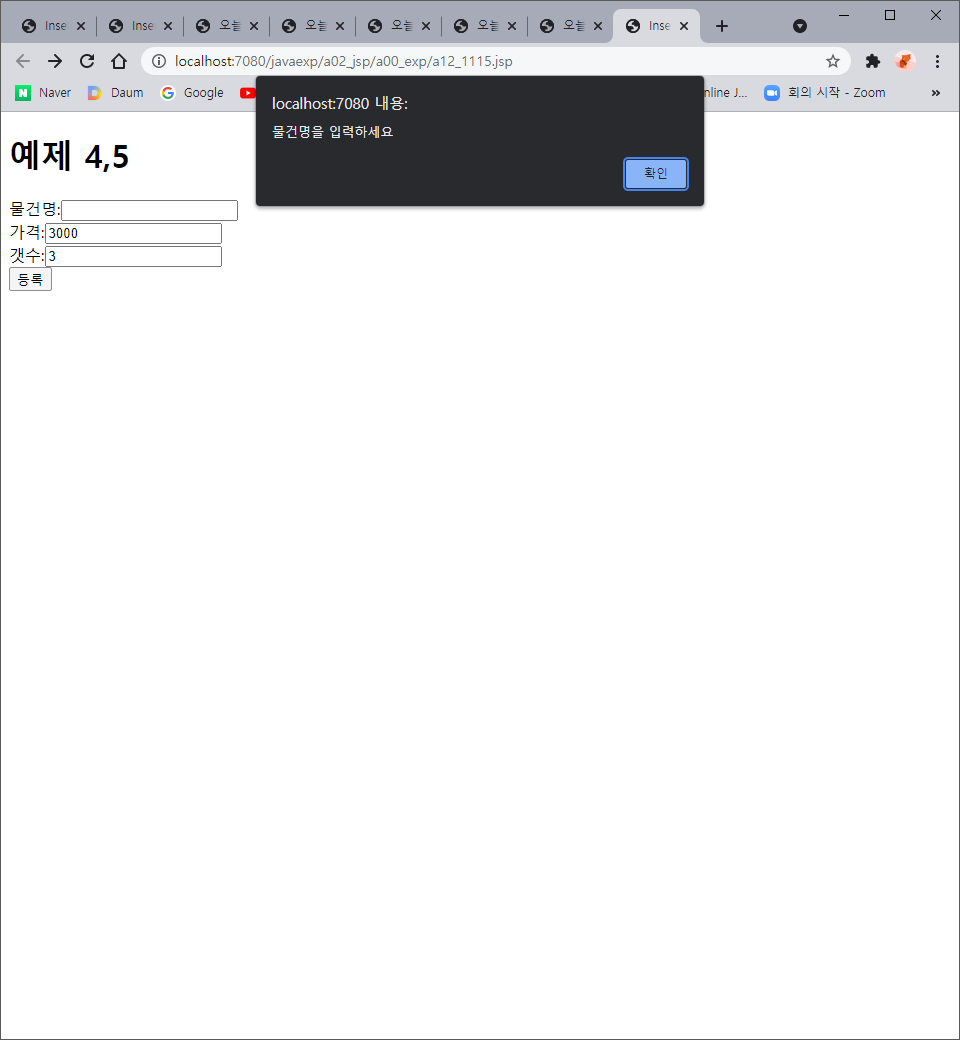 Inse
Inse
오늘
오늘
오늘
오늘
오늘
Inse
localhost:7080/javaexp/a02_jsp/a00_exp/a12_1115.jsp
Naver Daum Google nline J... 회의 시작 - Zoom »
localhost:7080 내용:
물건명을 입력하세요
확인
예제 4,5
물건명:
가격:3000
갯수:3
등록